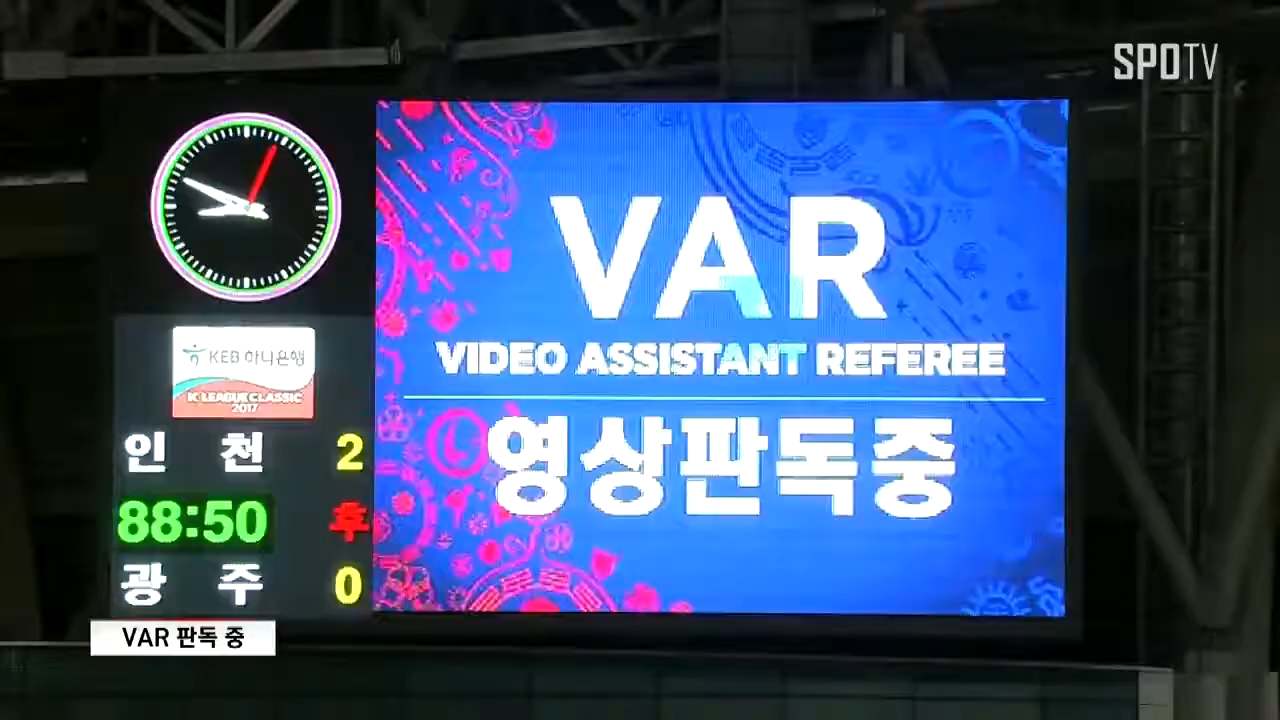 SPOTV
VAR
VIDEO ASSISTANT REFEREE
영상판독중
KEB 하나은행
K LEAGUE CLASSIC
2017
인 천 2
88:50 후
광 주 0
VAR 판독 중